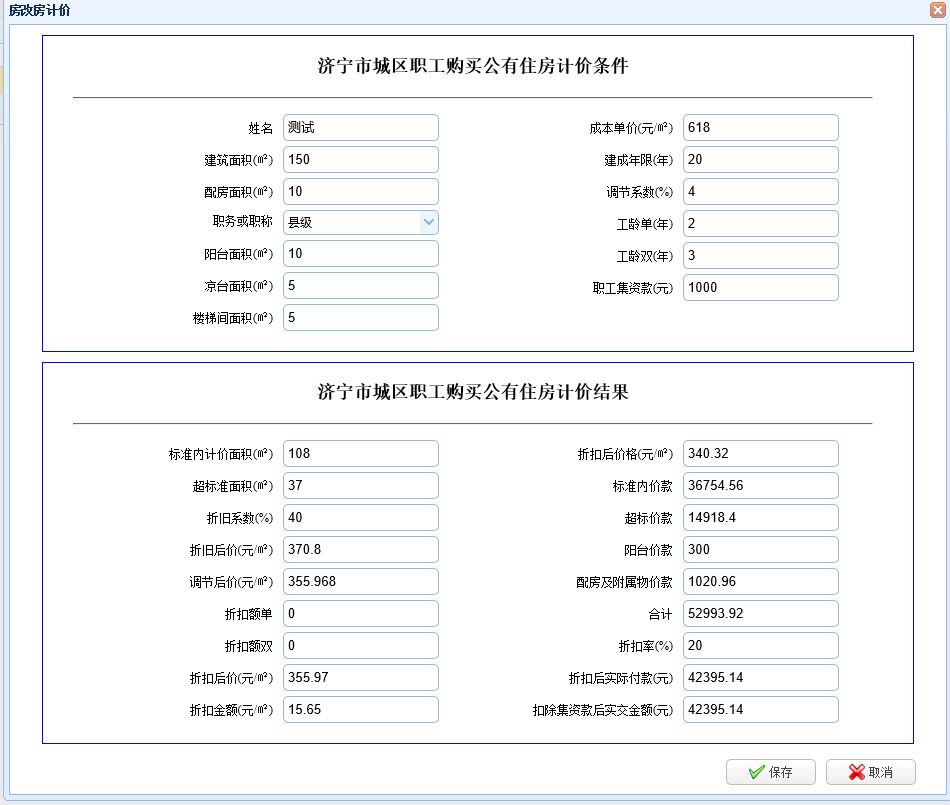 房改房计价
济宁市城区职工购买公有住房计价条件
姓名 测试 成本单价(元/㎡) 618
建筑面积(㎡) 150 建成年限(年) 20
配房面积(㎡) 10 调节系数(%) 4
职务或职称 县级 工龄单(年) 2
阳台面积(㎡) 10 工龄双(年) 3
凉台面积(㎡) 5 职工集资款(元) 1000
楼梯间面积(㎡) 5
济宁市城区职工购买公有住房计价结果
标准内计价面积(㎡) 108 折扣后价格(元/㎡) 340.32
超标准面积(㎡) 37 标准内价款 36754.56
折旧系数(%) 40 超标价款 14918.4
折旧后价(元/㎡) 370.8 阳台价款 300
调节后价(元/㎡) 355.968 配房及附属物价款 1020.96
折扣额单 0 合计 52993.92
折扣额双 0 折扣率(%) 20
折扣后价(元/㎡) 355.97 折扣后实际付款(元) 42395.14
折扣金额(元/㎡) 15.65 扣除集资款后实交金额(元) 42395.14
保存 取消